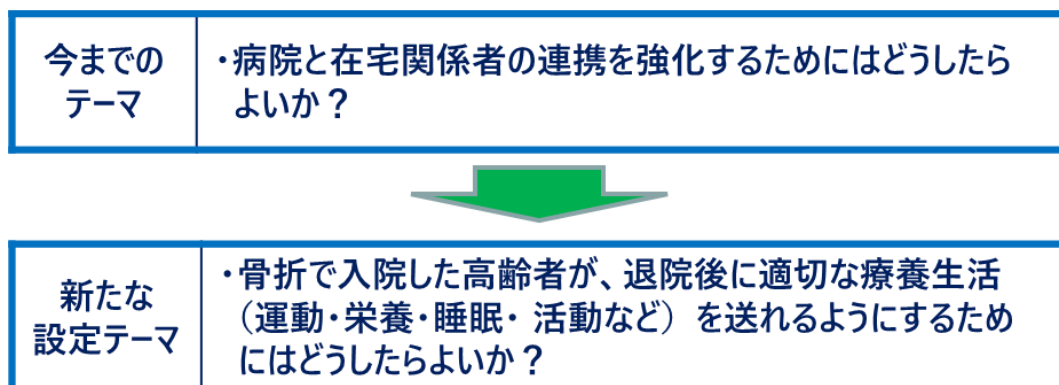 今までの
テーマ
・病院と在宅関係者の連携を強化するためにはどうしたら
よいか？
新たな
設定テーマ
・骨折で入院した高齢者が、退院後に適切な療養生活
（運動・栄養・睡眠・ 活動など）を送れるようにするため
にはどうしたらよいか？